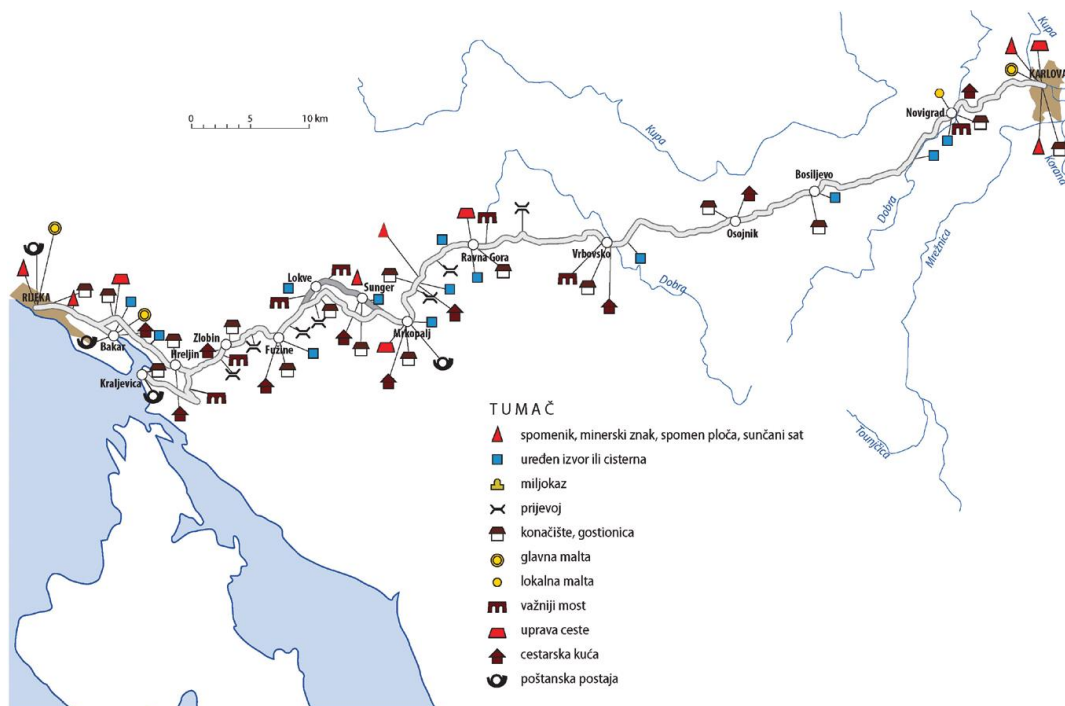 Kupa
KARLOVA
0 5 10 km
Novigrad
Kupa
Korana
Bosiljevo
Dobra
Osojnik
Mrežnica
Ravna Gora
Vrbovsko
Lokve
Sunger
Dobra
RIJEKA
Mrkopalj
Zlobin
Fužine
Bakar
Hreljin
Kraljevica
Tounjčica
TUMAČ
spomenik, minerski znak, spomen ploča, sunčani sat
uređen izvor ili cisterna
miljokaz
prijevoj
konačište, gostionica
glavna malta
lokalna malta
važniji most
uprava ceste
cestarska kuća
poštanska postaja